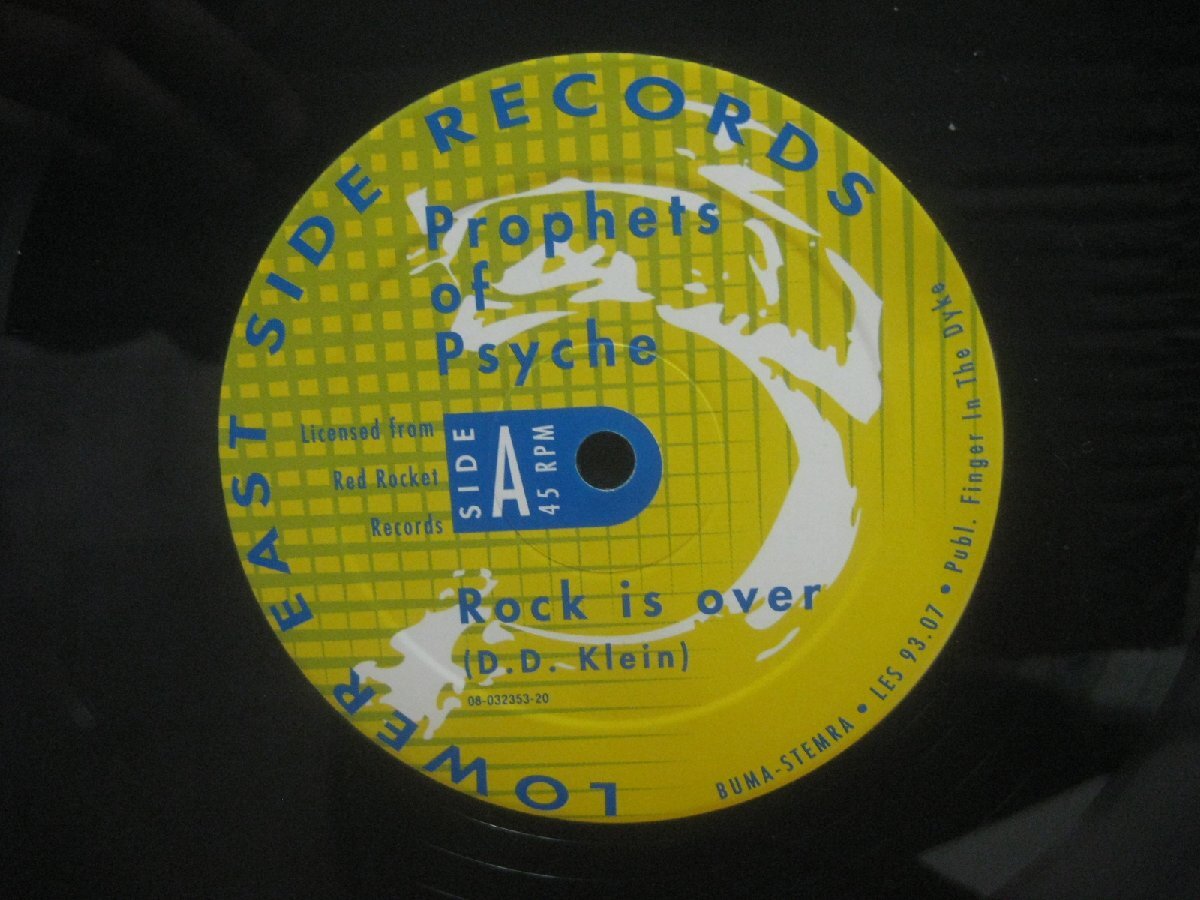 LOWER EAST SIDE RECORDS
Prophets
of
Psyche
Licensed from
Red Rocket
Records
SIDE
A
45 RPM
Rock is over
(D.D. Klein)
08-032353-20
BUMA-STEMRA • LES 93.07 • Publ. Finger In The Dyke